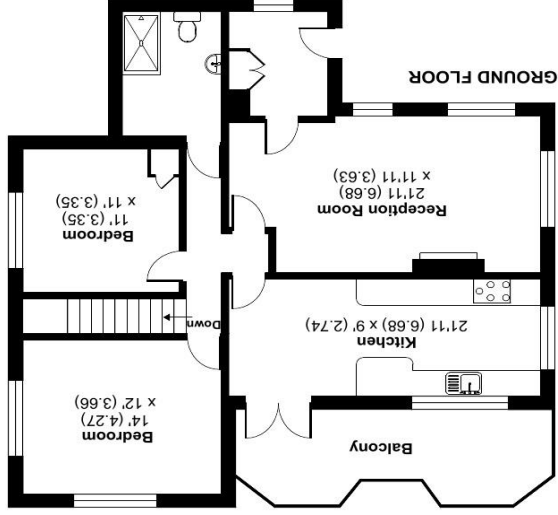 Balcony
Bedroom
14' (4.27)
x 12' (3.66)
Kitchen
21'11 (6.68) x 9' (2.74)
Down
Bedroom
11' (3.35)
x 11' (3.35)
Reception Room
21'11 (6.68)
x 11'11 (3.63)
GROUND FLOOR